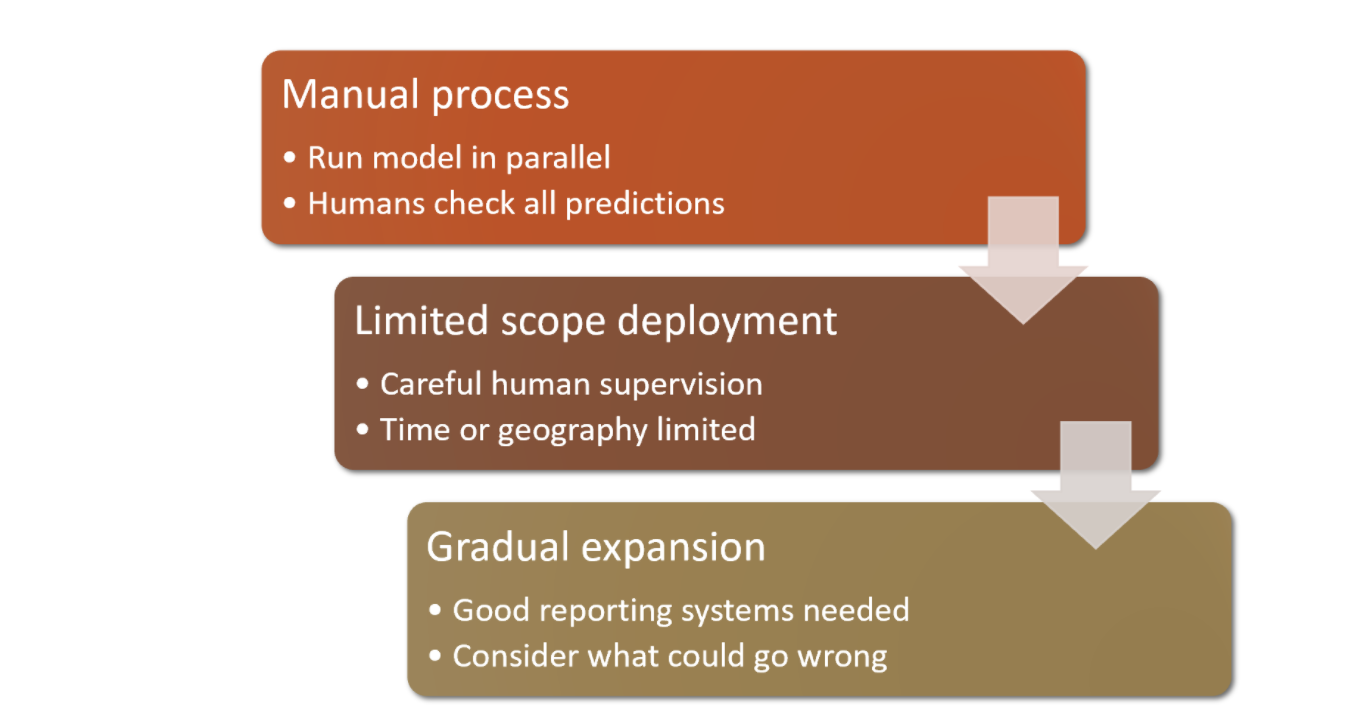 Manual process
• Run model in parallel
• Humans check all predictions
Limited scope deployment
• Careful human supervision
• Time or geography limited
Gradual expansion
• Good reporting systems needed
• Consider what could go wrong